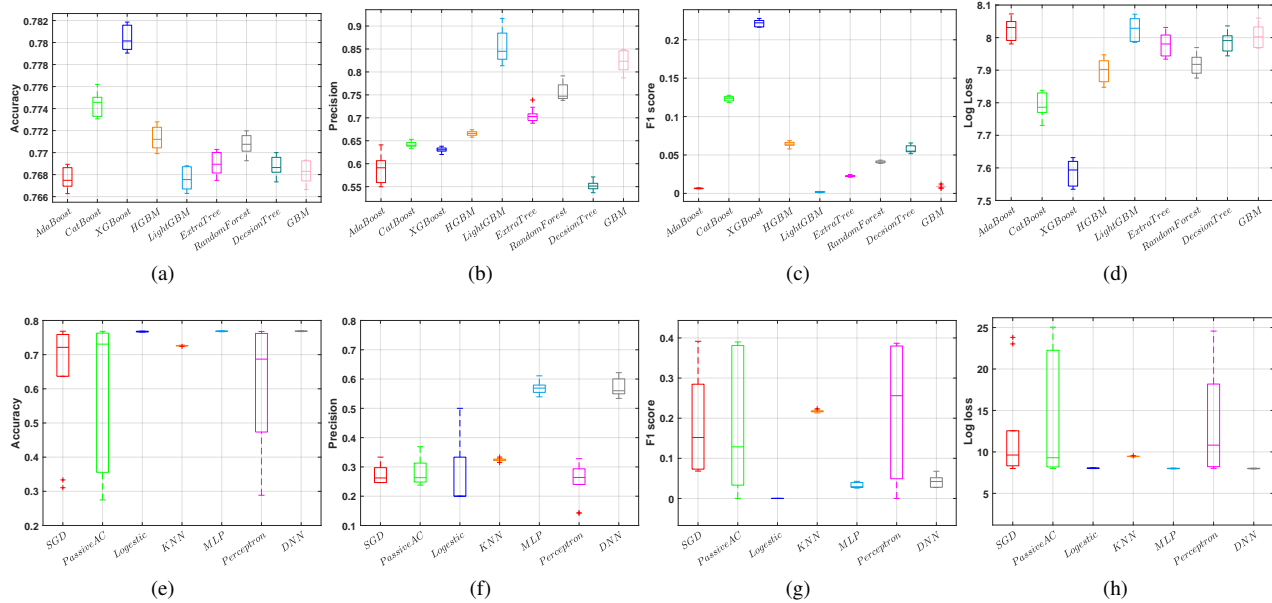 Accuracy
0.782
0.78
0.778
0.776
0.774
0.772
0.77
0.768
0.766
AdaBoost
CatBoost
XGBoost
HGBM
LightGBM
ExtraTree
RandomForest
DecsionTree
GBM
(a)
Precision
0.9
0.85
0.8
0.75
0.7
0.65
0.6
0.55
AdaBoost
CatBoost
XGBoost
HGBM
LightGBM
ExtraTree
RandomForest
DecsionTree
GBM
(b)
F1 score
0.2
0.15
0.1
0.05
0
AdaBoost
CatBoost
XGBoost
HGBM
LightGBM
ExtraTree
RandomForest
DecsionTree
GBM
(c)
Log Loss
8.1
8
7.9
7.8
7.7
7.6
7.5
AdaBoost
CatBoost
XGBoost
HGBM
LightGBM
ExtraTree
RandomForest
DecsionTree
GBM
(d)
Accuracy
0.8
0.7
0.6
0.5
0.4
0.3
0.2
SGD
PassiveAC
Logestic
KNN
MLP
Perceptron
DNN
(e)
Precision
0.8
0.7
0.6
0.5
0.4
0.3
0.2
0.1
SGD
PassiveAC
Logestic
KNN
MLP
Perceptron
DNN
(f)
F1 score
0.4
0.3
0.2
0.1
0
SGD
PassiveAC
Logestic
KNN
MLP
Perceptron
DNN
(g)
Log loss
25
20
15
10
5
SGD
PassiveAC
Logestic
KNN
MLP
Perceptron
DNN
(h)